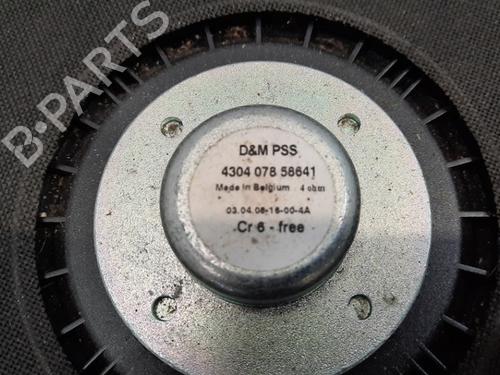 B-PARTS
D&M PSS
4304 078 58641
Made in Belgium 4 ohm
03.04.06-16-00-4A
Cr 6 - free